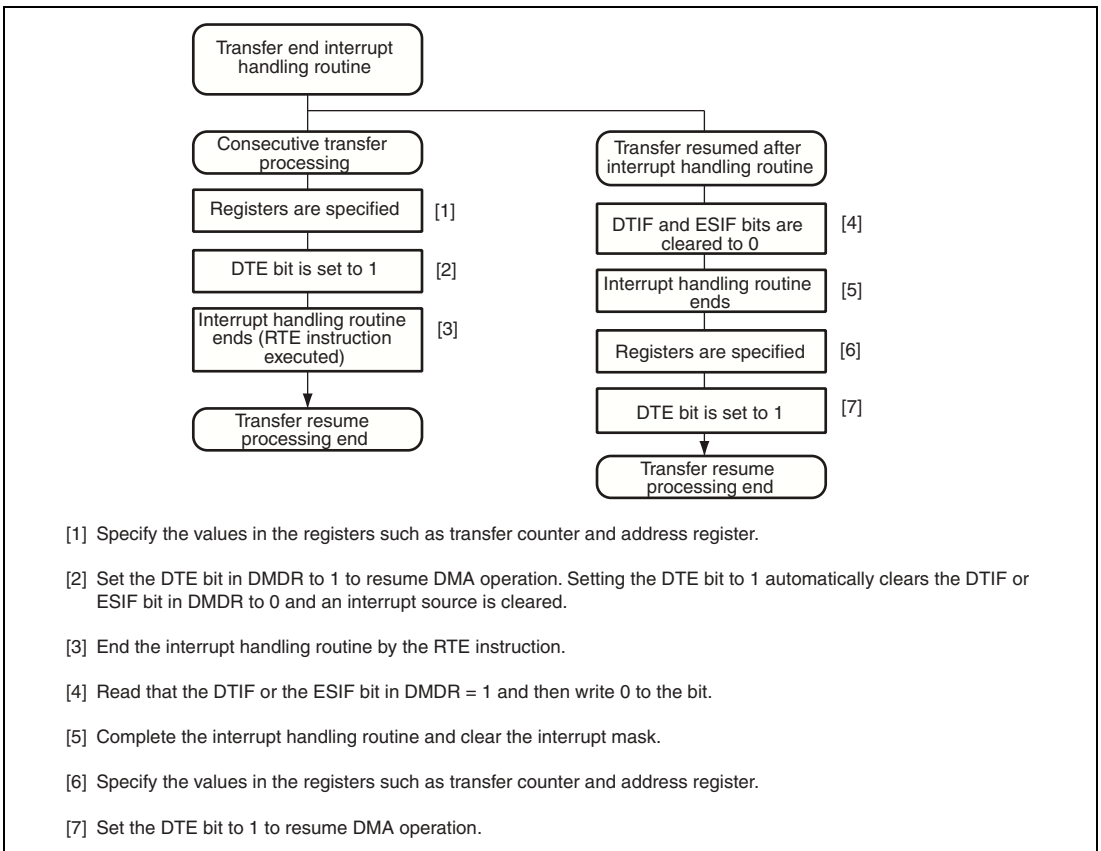 Transfer end interrupt
handling routine
Consecutive transfer
processing
Registers are specified
[1]
DTE bit is set to 1
[2]
Interrupt handling routine
ends (RTE instruction
executed)
[3]
Transfer resume
processing end
Transfer resumed after
interrupt handling routine
DTIF and ESIF bits are
cleared to 0
[4]
Interrupt handling routine
ends
[5]
Registers are specified
[6]
DTE bit is set to 1
[7]
Transfer resume
processing end
[1] Specify the values in the registers such as transfer counter and address register.
[2] Set the DTE bit in DMDR to 1 to resume DMA operation. Setting the DTE bit to 1 automatically clears the DTIF or
ESIF bit in DMDR to 0 and an interrupt source is cleared.
[3] End the interrupt handling routine by the RTE instruction.
[4] Read that the DTIF or the ESIF bit in DMDR = 1 and then write 0 to the bit.
[5] Complete the interrupt handling routine and clear the interrupt mask.
[6] Specify the values in the registers such as transfer counter and address register.
[7] Set the DTE bit to 1 to resume DMA operation.